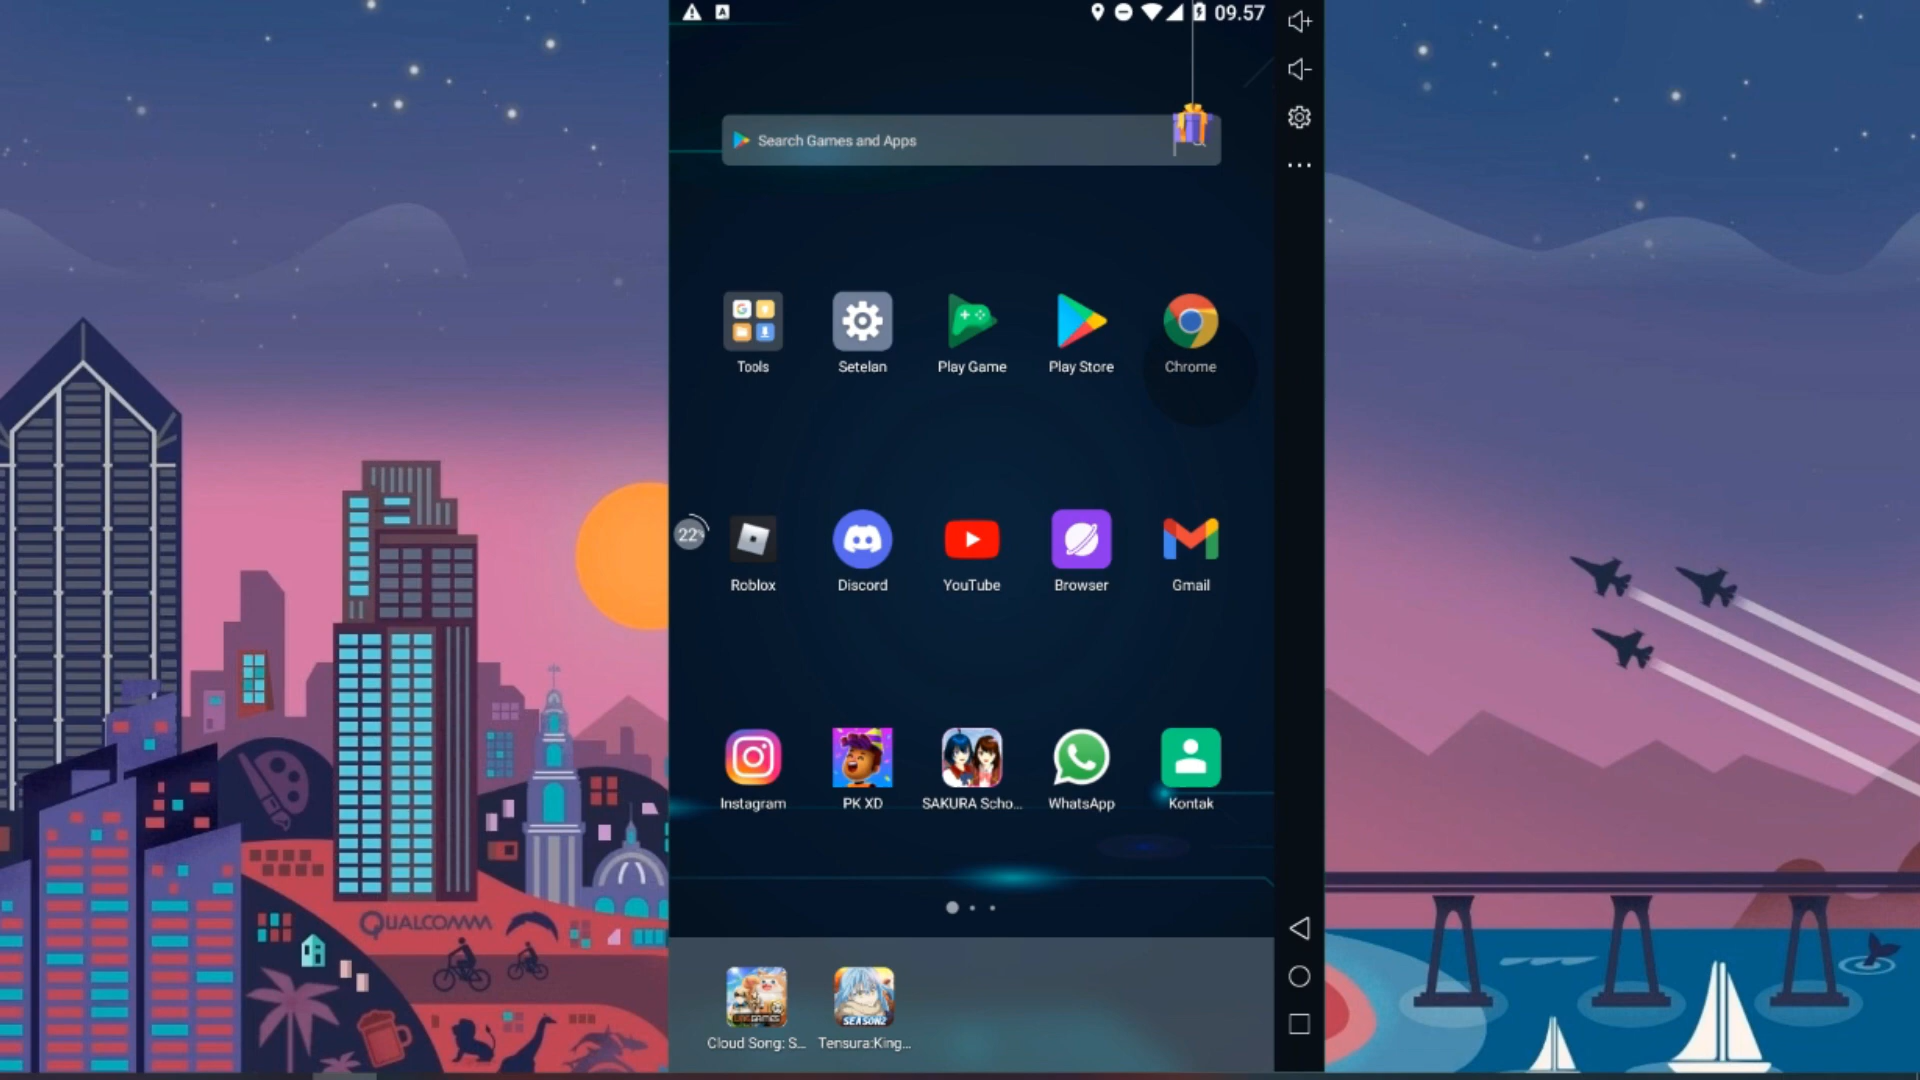 A
09.57
Search Games and Apps
Tools
Setelan
Play Game
Play Store
Chrome
22%
Roblox
Discord
YouTube
Browser
Gmail
Instagram
PK XD
SAKURA Scho...
WhatsApp
Kontak
QUALCOMM
SEASON2
Cloud Song: S...
Tensura:King...